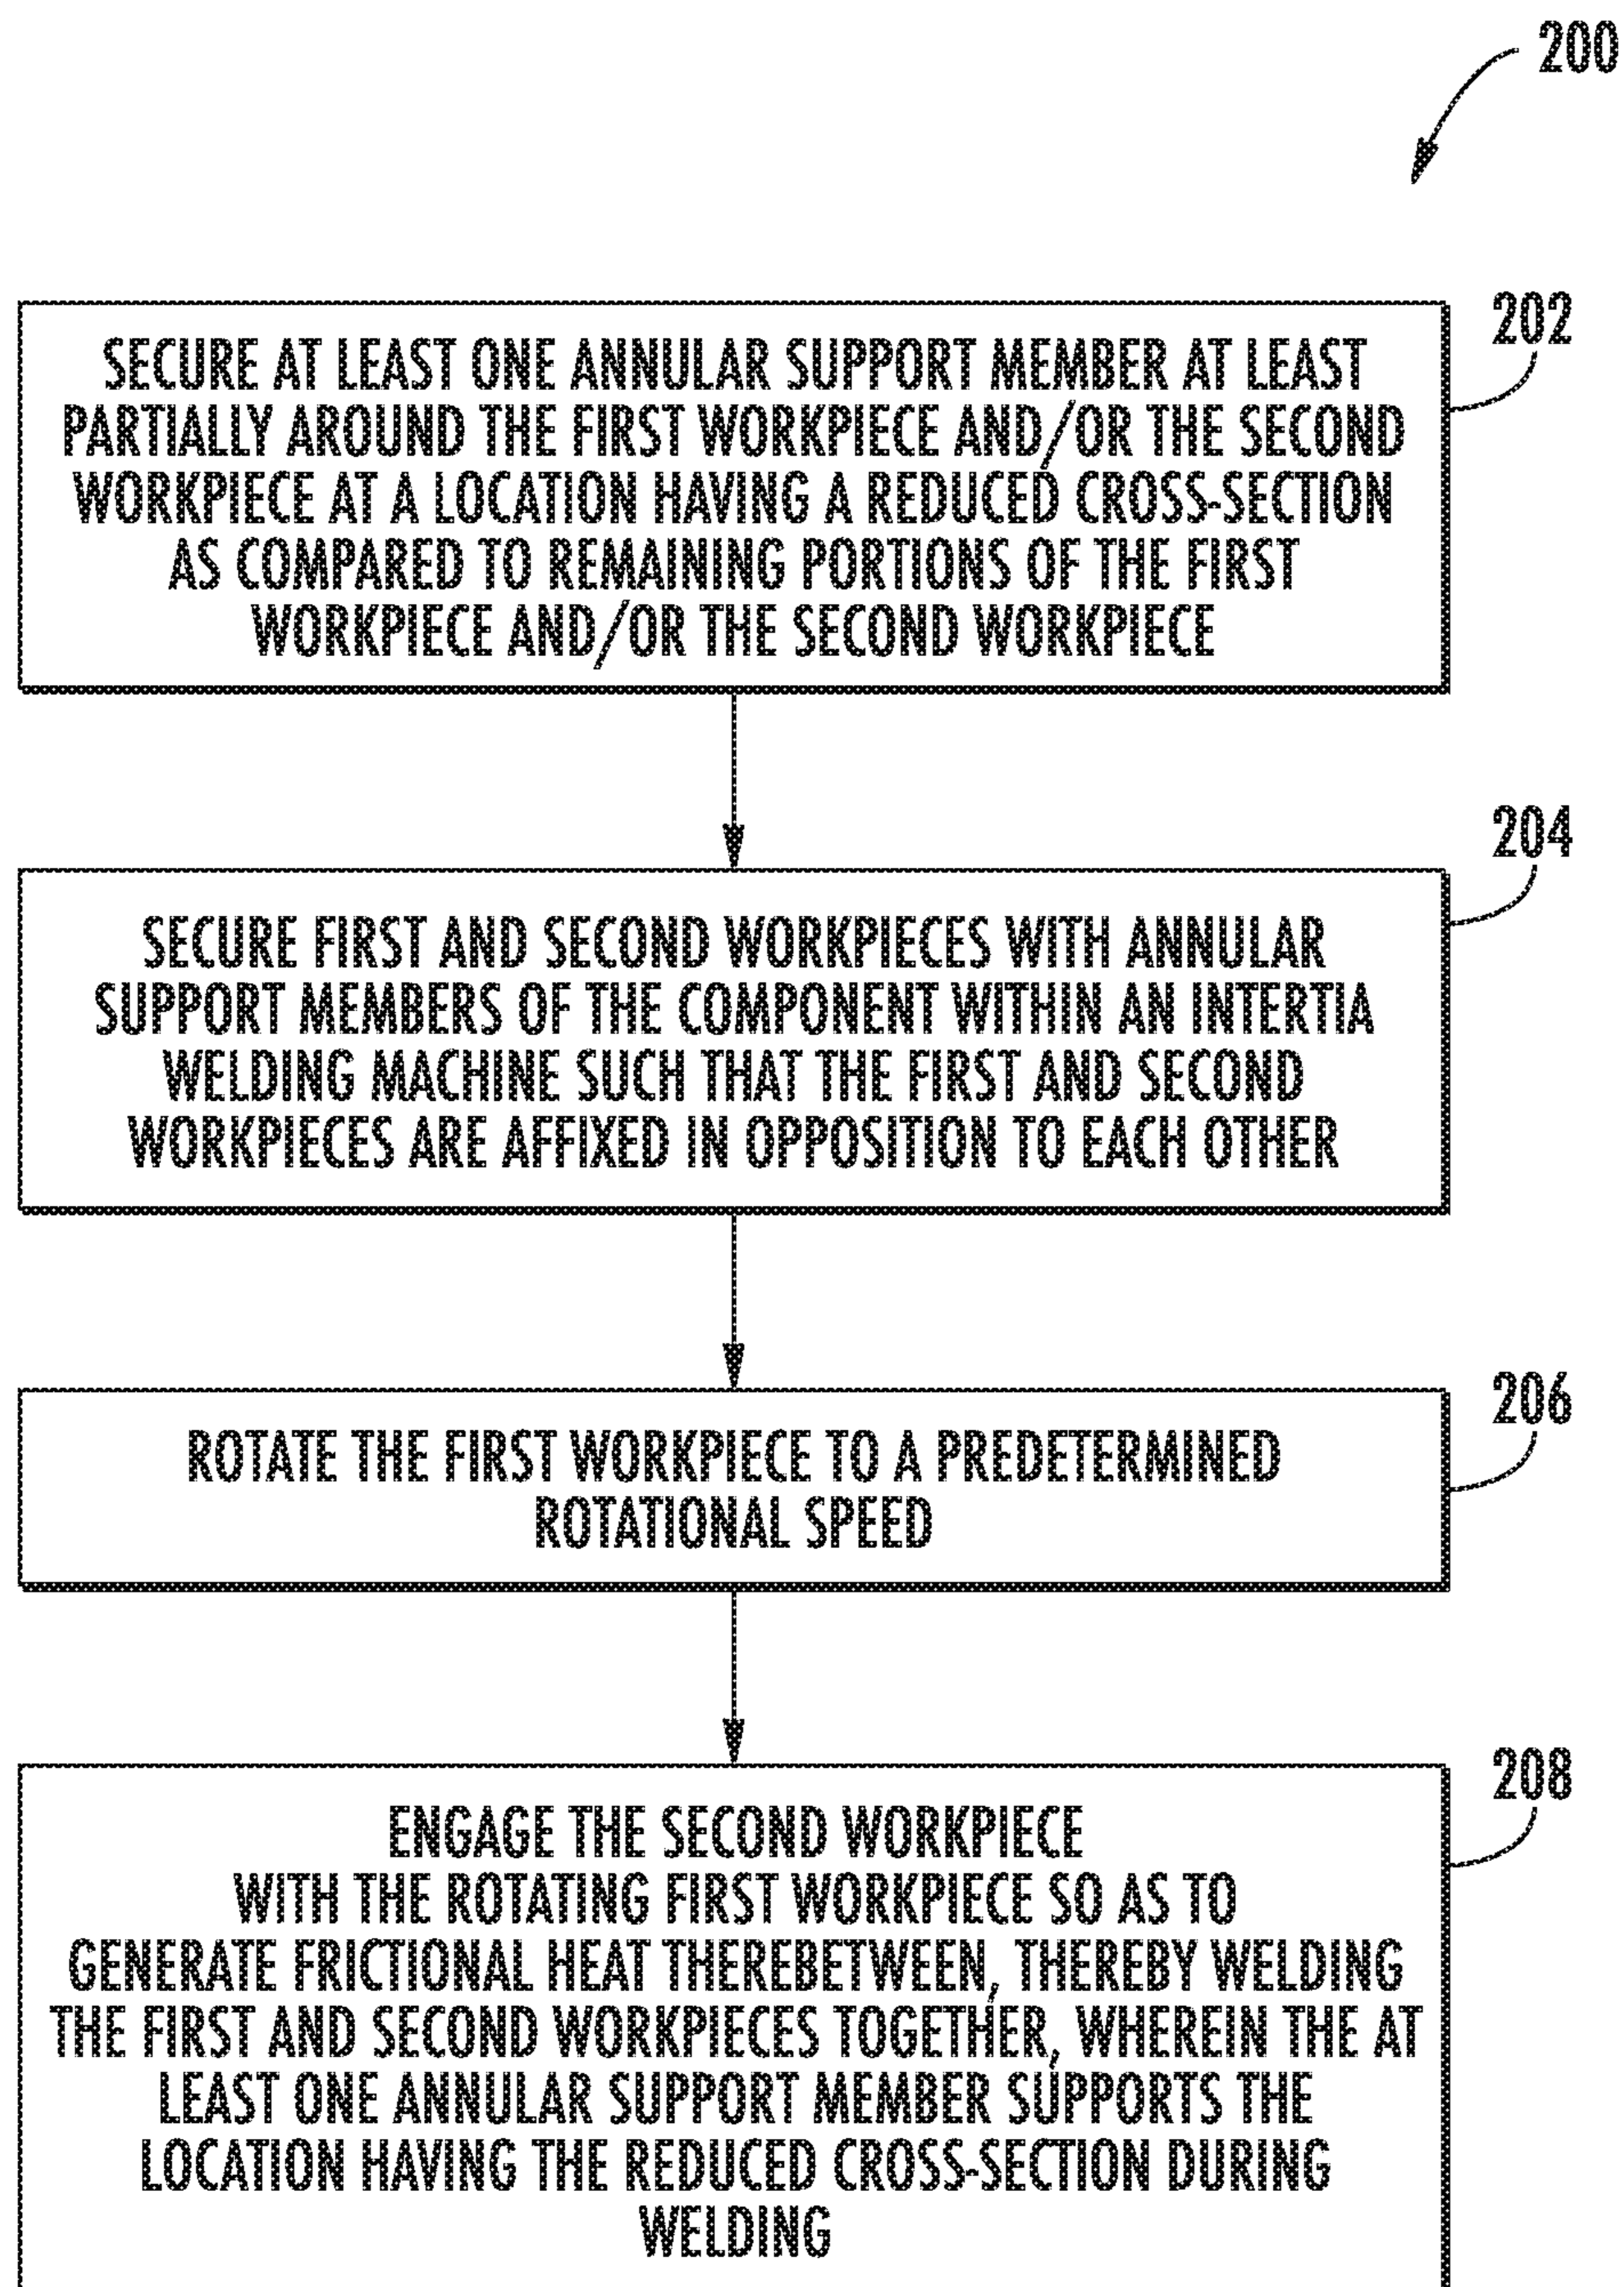 200
202
SECURE AT LEAST ONE ANNULAR SUPPORT MEMBER AT LEAST
PARTIALLY AROUND THE FIRST WORKPIECE AND/OR THE SECOND
WORKPIECE AT A LOCATION HAVING A REDUCED CROSS-SECTION
AS COMPARED TO REMAINING PORTIONS OF THE FIRST
WORKPIECE AND/OR THE SECOND WORKPIECE
204
SECURE FIRST AND SECOND WORKPIECES WITH ANNULAR
SUPPORT MEMBERS OF THE COMPONENT WITHIN AN INTERTIA
WELDING MACHINE SUCH THAT THE FIRST AND SECOND
WORKPIECES ARE AFFIXED IN OPPOSITION TO EACH OTHER
206
ROTATE THE FIRST WORKPIECE TO A PREDETERMINED
ROTATIONAL SPEED
208
ENGAGE THE SECOND WORKPIECE
WITH THE ROTATING FIRST WORKPIECE SO AS TO
GENERATE FRICTIONAL HEAT THEREBETWEEN, THEREBY WELDING
THE FIRST AND SECOND WORKPIECES TOGETHER, WHEREIN THE AT
LEAST ONE ANNULAR SUPPORT MEMBER SUPPORTS THE
LOCATION HAVING THE REDUCED CROSS-SECTION DURING
WELDING